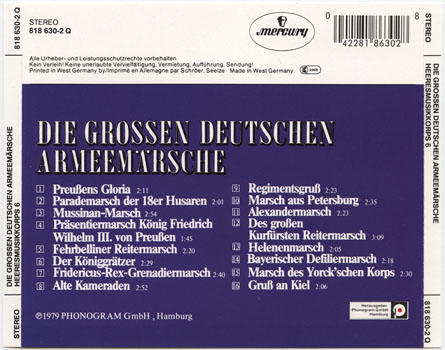 STEREO
818 630-2 Q
mercury
0 42281 86302 8
Alle Urheber- und Leistungsschutzrechte vorbehalten.
Kein Verleih! Keine unerlaubte Vervielfältigung, Vermietung, Aufführung, Sendung!
Printed in West Germany by/Imprimé en Allemagne par Schröer, Seelze · Made in West Germany.
DIE GROSSEN DEUTSCHEN
ARMEEMÄRSCHE
1 Preußens Gloria 2:11
2 Parademarsch der 18er Husaren 2:01
3 Mussinan-Marsch 2:54
4 Präsentiermarsch König Friedrich
Wilhelm III. von Preußen 1:45
5 Fehrbelliner Reitermarsch 2:20
6 Der Königgrätzer 2:29
7 Fridericus-Rex-Grenadiermarsch 2:40
8 Alte Kameraden 2:52
9 Regimentsgruß 2:23
10 Marsch aus Petersburg 2:35
11 Alexandermarsch 2:23
12 Des großen
Kurfürsten Reitermarsch 3:09
13 Helenenmarsch 2:05
14 Bayerischer Defiliermarsch 2:18
15 Marsch des Yorck'schen Korps 2:30
16 Gruß an Kiel 2:06
℗1979 PHONOGRAM GmbH, Hamburg
Herausgeber:
Phonogram GmbH
Hamburg
STEREO 818 630-2 Q
DIE GROSSEN DEUTSCHEN ARMEEMÄRSCHE
HEERESMUSIKKORPS 6
DIE GROSSEN DEUTSCHEN ARMEEMÄRSCHE
HEERESMUSIKKORPS 6
STEREO
818 630-2 Q